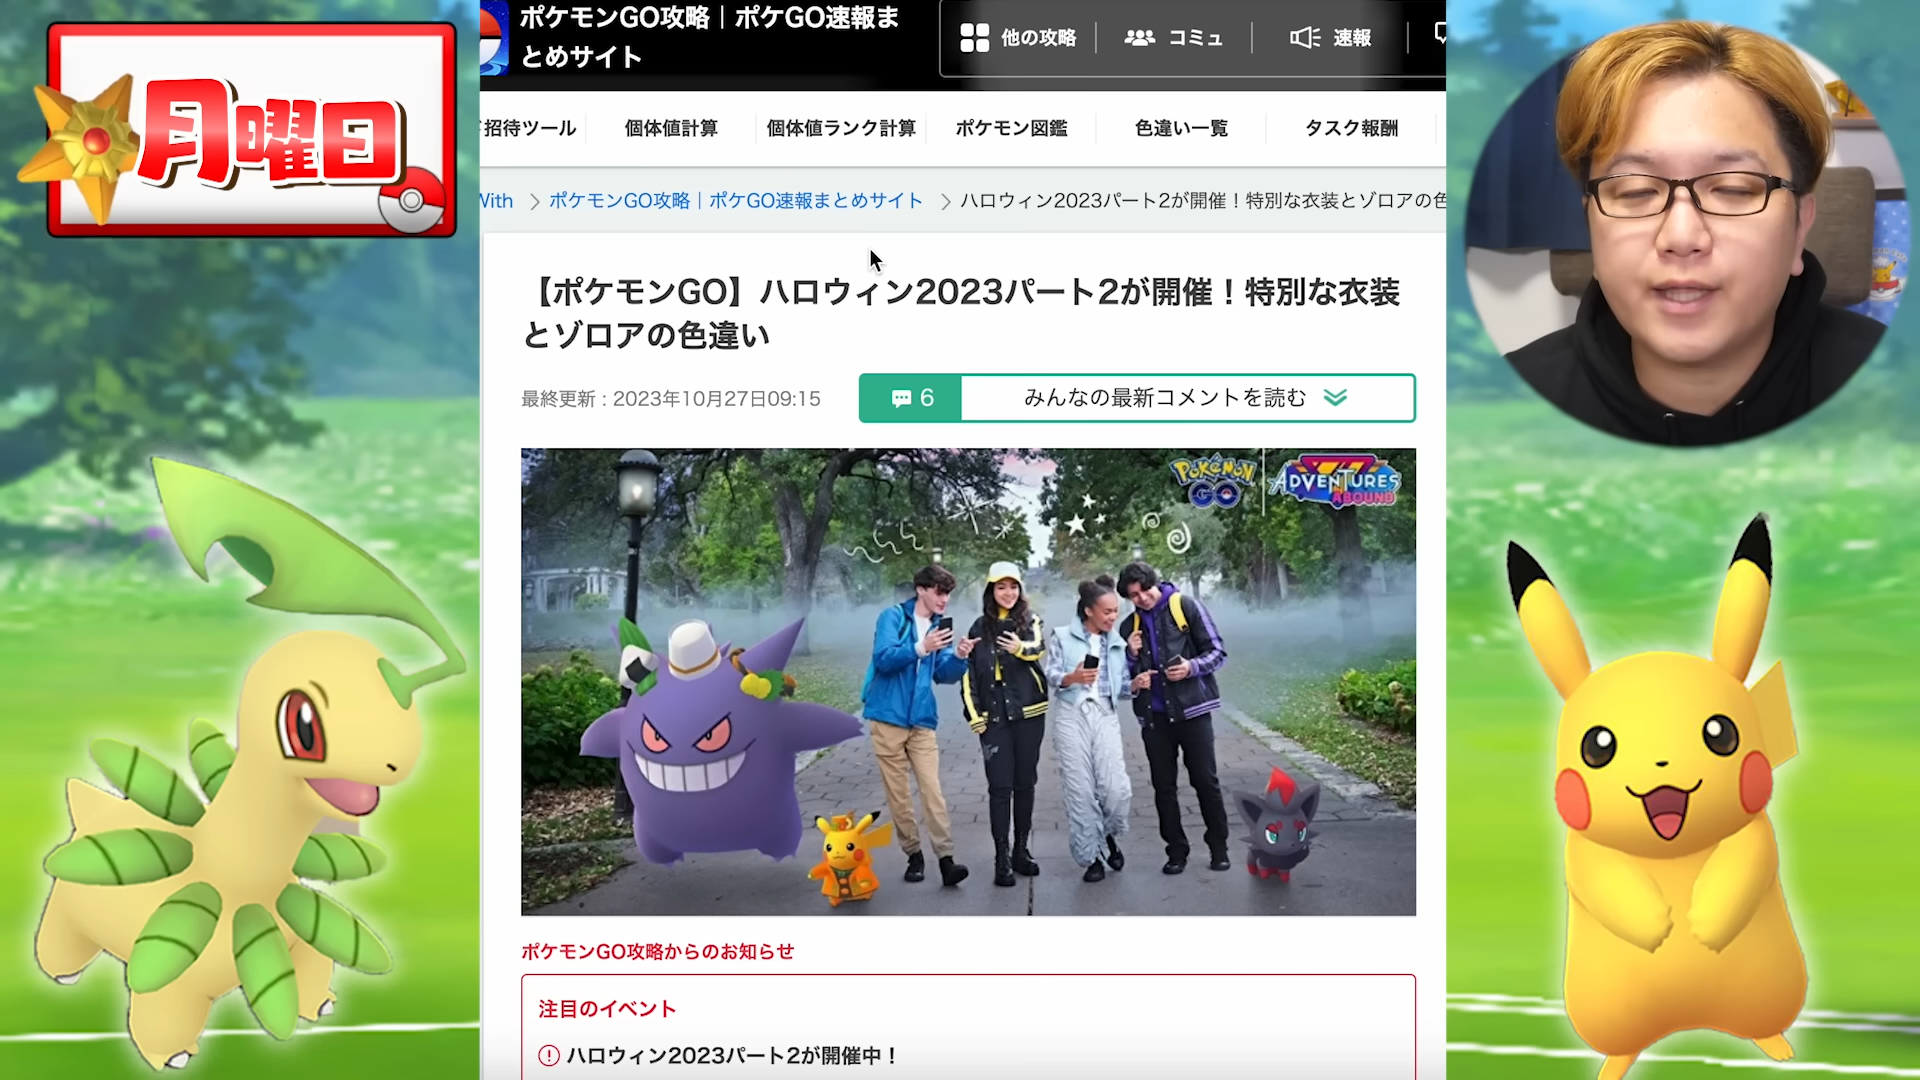 月曜日
ポケモンGO攻略｜ポケGO速報ま
とめサイト
他の攻略
コミュ
速報
招待ツール
個体値計算
個体値ランク計算
ポケモン図鑑
色違い一覧
タスク報酬
With
ポケモンGO攻略｜ポケGO速報まとめサイト
ハロウィン2023パート2が開催！特別な衣装とゾロアの色
【ポケモンGO】ハロウィン2023パート2が開催！特別な衣装
とゾロアの色違い
最終更新 : 2023年10月27日09:15
6
みんなの最新コメントを読む
POKéMON
GO
ADVENTURES
ABOUND
ポケモンGO攻略からのお知らせ
注目のイベント
ハロウィン2023パート2が開催中！